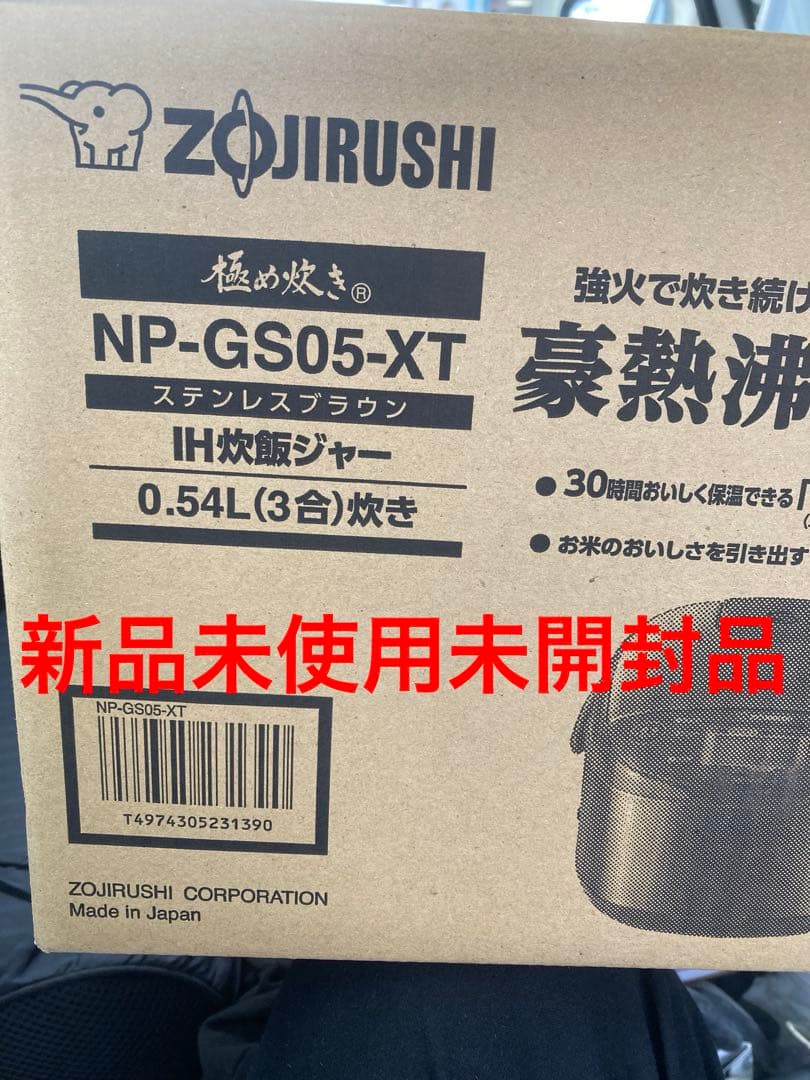 ZOJIRUSHI
極め炊き®
NP-GS05-XT
ステンレスブラウン
IH炊飯ジャー
0.54L(3合)炊き
強火で炊き続け
豪熱沸
● 30時間おいしく保温できる「
● お米のおいしさを引き出す
新品未使用未開封品
NP-GS05-XT
T4974305231390
ZOJIRUSHI CORPORATION
Made in Japan